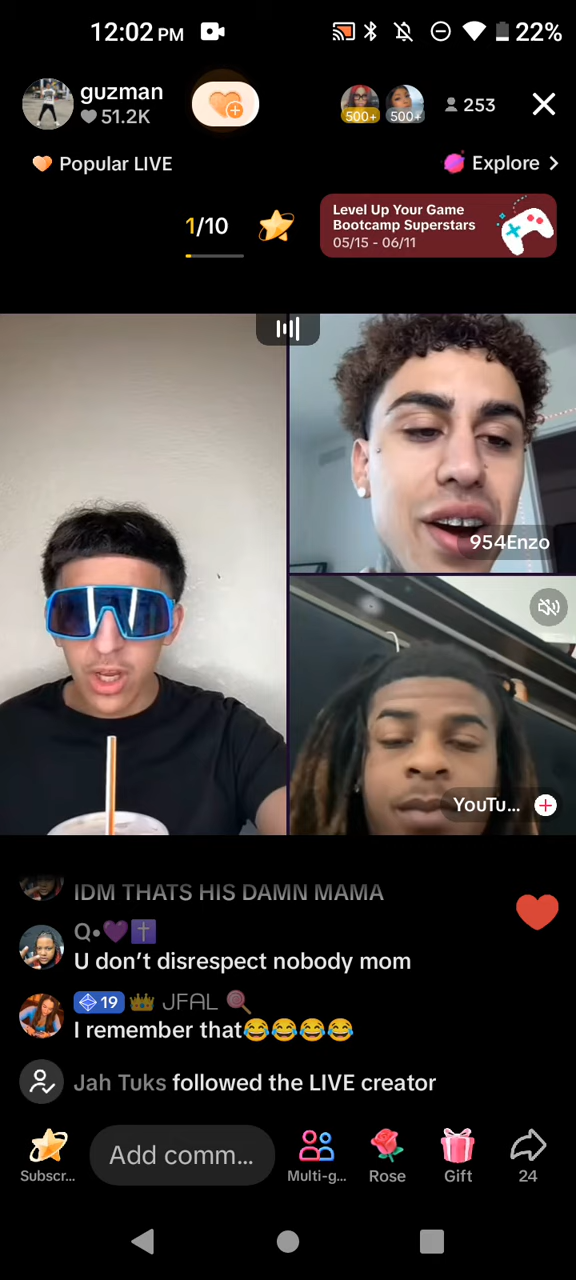 12:02 PM
22%
guzman
51.2K
500+
500+
253
Popular LIVE
Explore
1/10
Level Up Your Game
Bootcamp Superstars
05/15 - 06/11
954Enzo
YouTu...
IDM THATS HIS DAMN MAMA
Q•💜✝️
U don’t disrespect nobody mom
19 👑 JFAL 🍭
I remember that😂😂😂😂
Jah Tuks followed the LIVE creator
Subscr...
Add comm...
Multi-g...
Rose
Gift
24